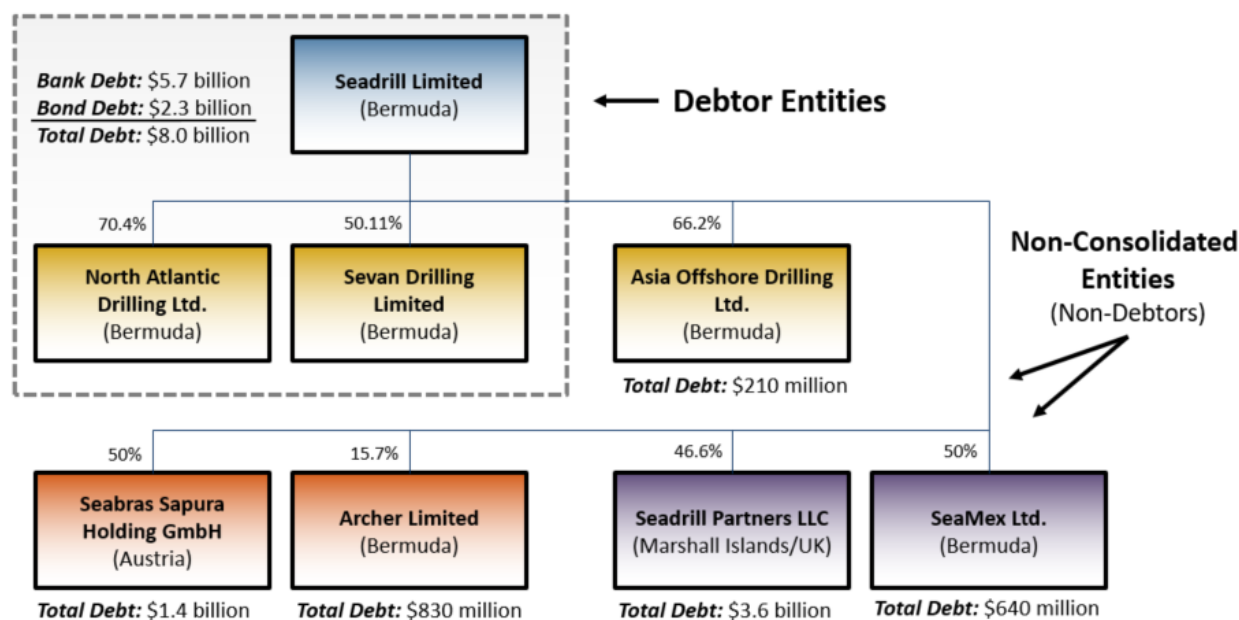 Seadrill Limited
(Bermuda)
Bank Debt: $5.7 billion
Bond Debt: $2.3 billion
Total Debt: $8.0 billion
Debtor Entities
70.4%
50.11%
66.2%
North Atlantic
Drilling Ltd.
(Bermuda)
Sevan Drilling
Limited
(Bermuda)
Asia Offshore Drilling
Ltd.
(Bermuda)
Total Debt: $210 million
Non-Consolidated
Entities
(Non-Debtors)
50%
15.7%
46.6%
50%
Seabras Sapura
Holding GmbH
(Austria)
Total Debt: $1.4 billion
Archer Limited
(Bermuda)
Total Debt: $830 million
Seadrill Partners LLC
(Marshall Islands/UK)
Total Debt: $3.6 billion
SeaMex Ltd.
(Bermuda)
Total Debt: $640 million